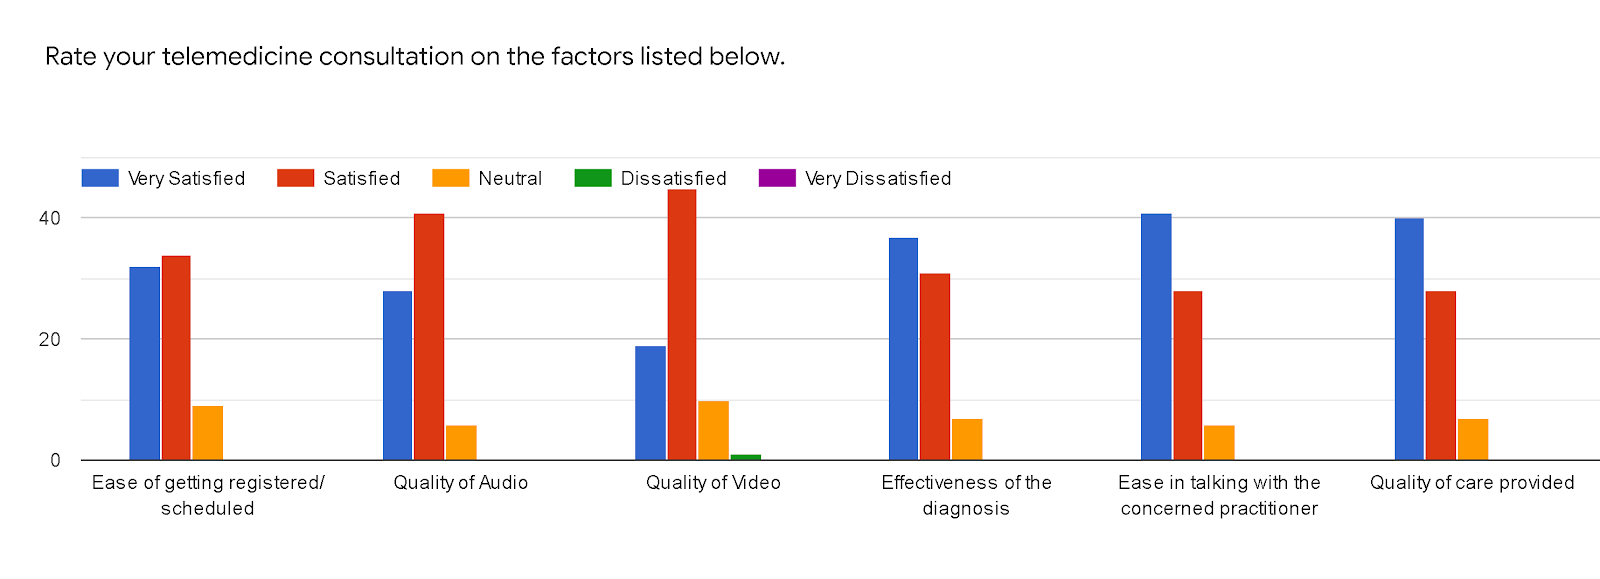 Rate your telemedicine consultation on the factors listed below.
Very Satisfied Satisfied Neutral Dissatisfied Very Dissatisfied
40
20
0
Ease of getting registered/
scheduled
Quality of Audio
Quality of Video
Effectiveness of the
diagnosis
Ease in talking with the
concerned practitioner
Quality of care provided